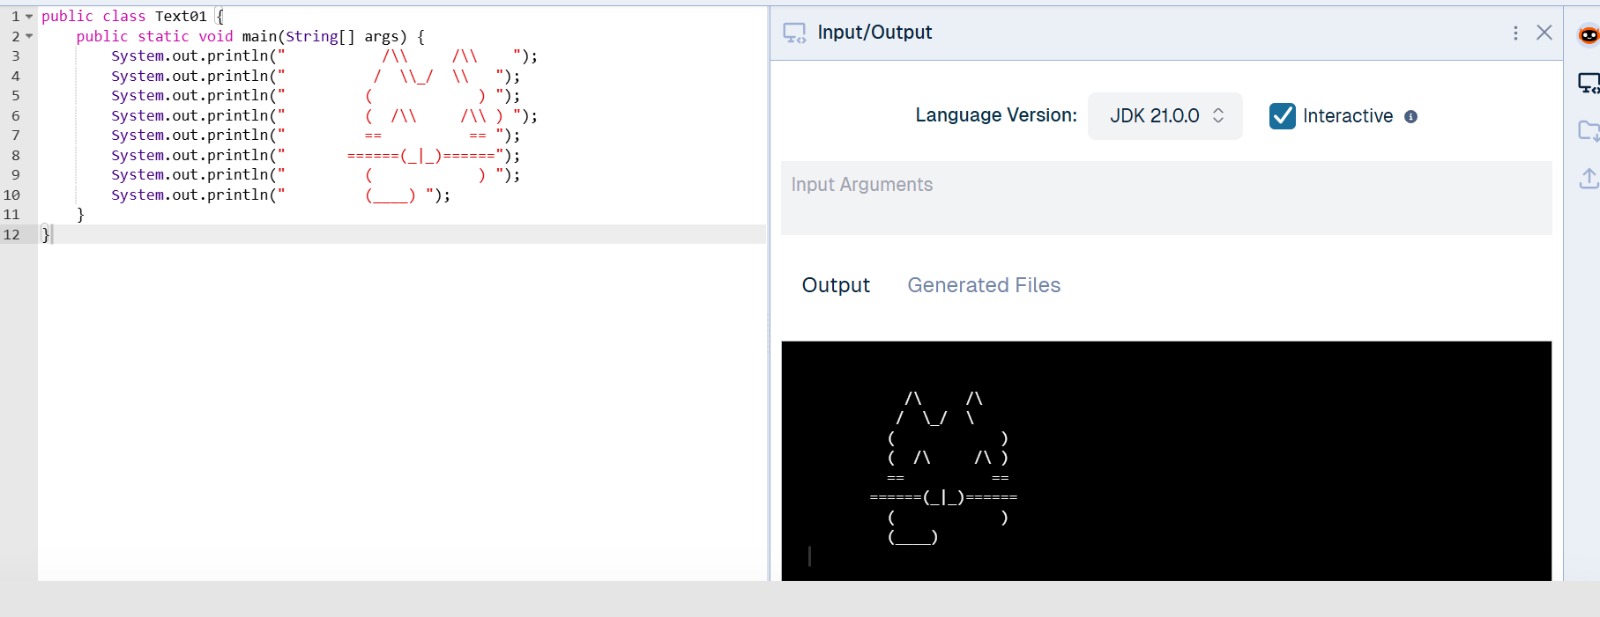 1 public class Text01 {
2     public static void main(String[] args) {
3         System.out.println("           /\\     /\\    ");
4         System.out.println("          /  \\_/  \\   ");
5         System.out.println("         (            ) ");
6         System.out.println("         (  /\\     /\\ ) ");
7         System.out.println("         ==          == ");
8         System.out.println("       ======(_|_)======");
9         System.out.println("         (            ) ");
10         System.out.println("         (____) ");
11     }
12 }
Input/Output
Language Version: JDK 21.0.0 Interactive
Input Arguments
Output Generated Files
    /\     /\
   /  \_/  \
  (            )
  (  /\     /\ )
  ==          ==
======(_|_)======
  (            )
  (____)